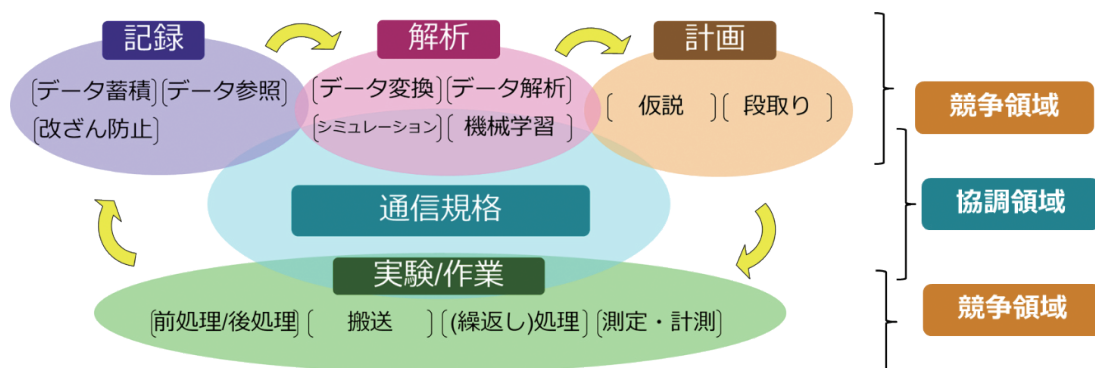 記録
解析
計画
[データ蓄積][データ参照]
[改ざん防止]
[データ変換][データ解析]
[シミュレーション][機械学習]
[仮説][段取り]
競争領域
通信規格
協調領域
実験/作業
[前処理/後処理][搬送][(繰返し)処理][測定・計測]
競争領域